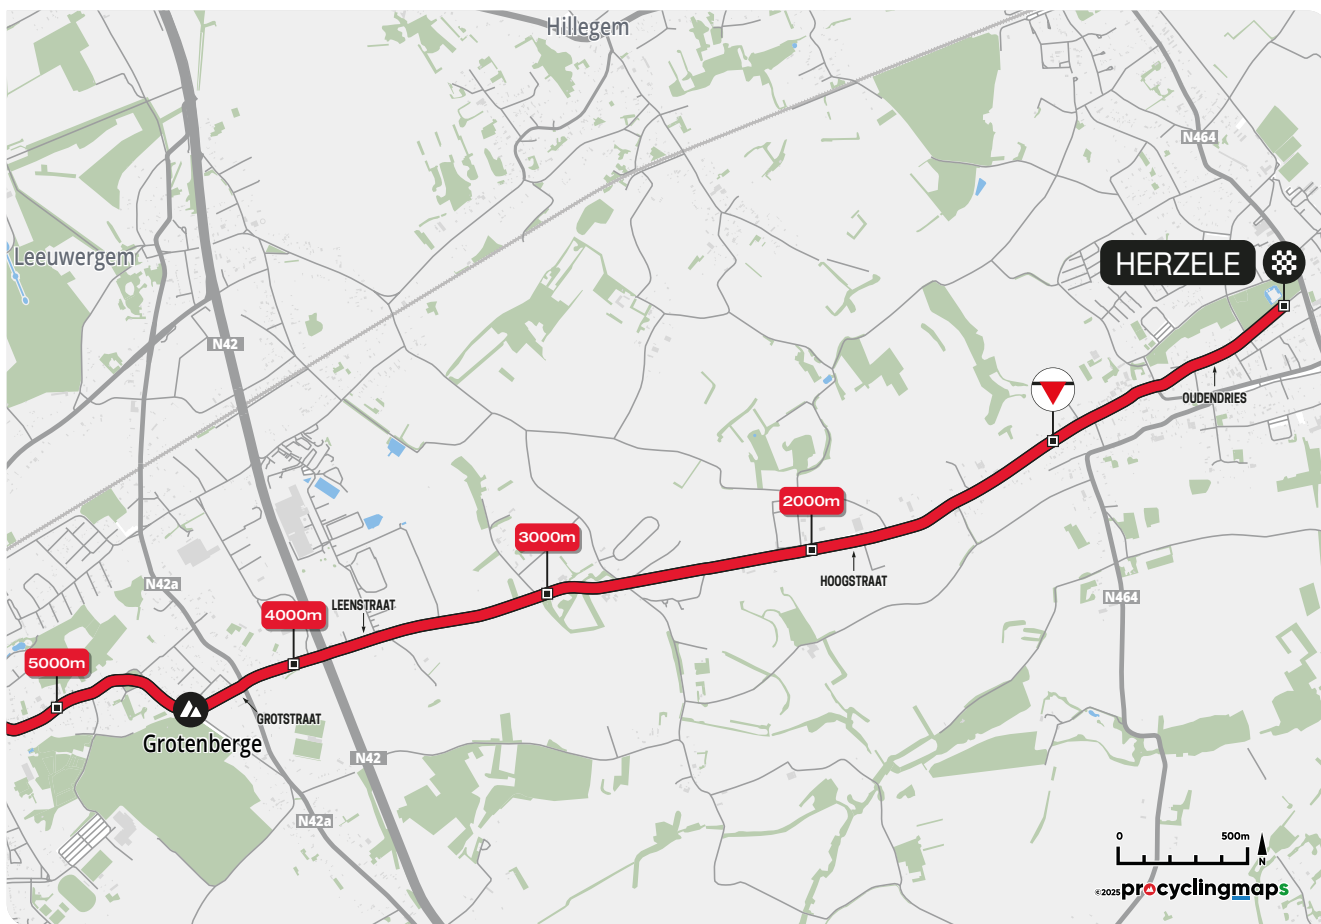 Hillegem
N464
Leeuwergem
HERZELE
N42
OUDENDRIES
2000m
3000m
HOOGSTRAAT
N42a
N464
4000m
LEENSTRAAT
5000m
GROTSTRAAT
Grotenberge
N42
N42a
0 500m
N
©2025 procyclingmaps